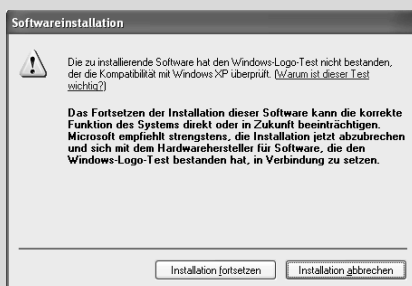 Softwareinstallation
Die zu installierende Software hat den Windows-Logo-Test nicht bestanden,
der die Kompatibilität mit Windows XP überprüft. (Warum ist dieser Test
wichtig?)
Das Fortsetzen der Installation dieser Software kann die korrekte
Funktion des Systems direkt oder in Zukunft beeinträchtigen.
Microsoft empfiehlt strengstens, die Installation jetzt abzubrechen
und sich mit dem Hardwarehersteller für Software, die den
Windows-Logo-Test bestanden hat, in Verbindung zu setzen.
Installation fortsetzen
Installation abbrechen